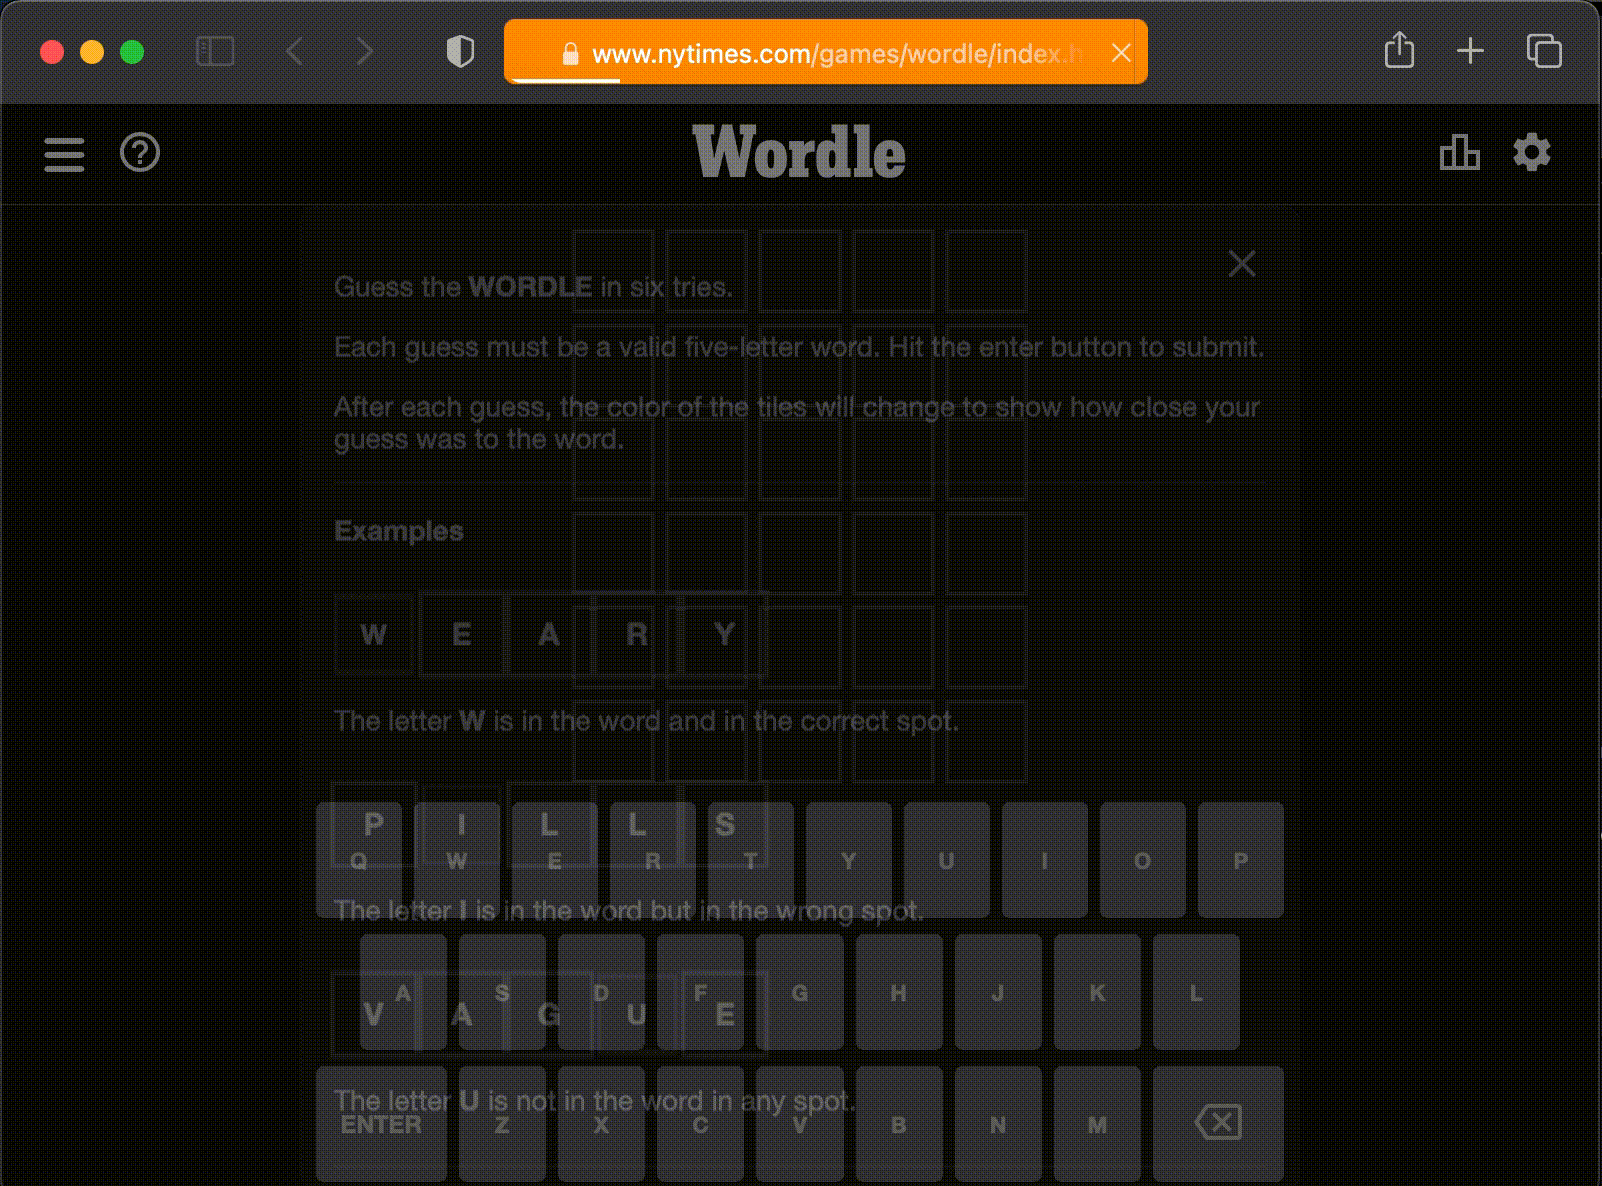 www.nytimes.com/games/wordle/index.h
Wordle
Guess the WORDLE in six tries.
Each guess must be a valid five-letter word. Hit the enter button to submit.
After each guess, the color of the tiles will change to show how close your
guess was to the word.
Examples
W E A R Y
The letter W is in the word and in the correct spot.
P I L L S
Q W E R T Y U I O P
The letter I is in the word but in the wrong spot.
A S D F G H J K L
V A G U E
The letter U is not in the word in any spot.
ENTER Z X C V B N M